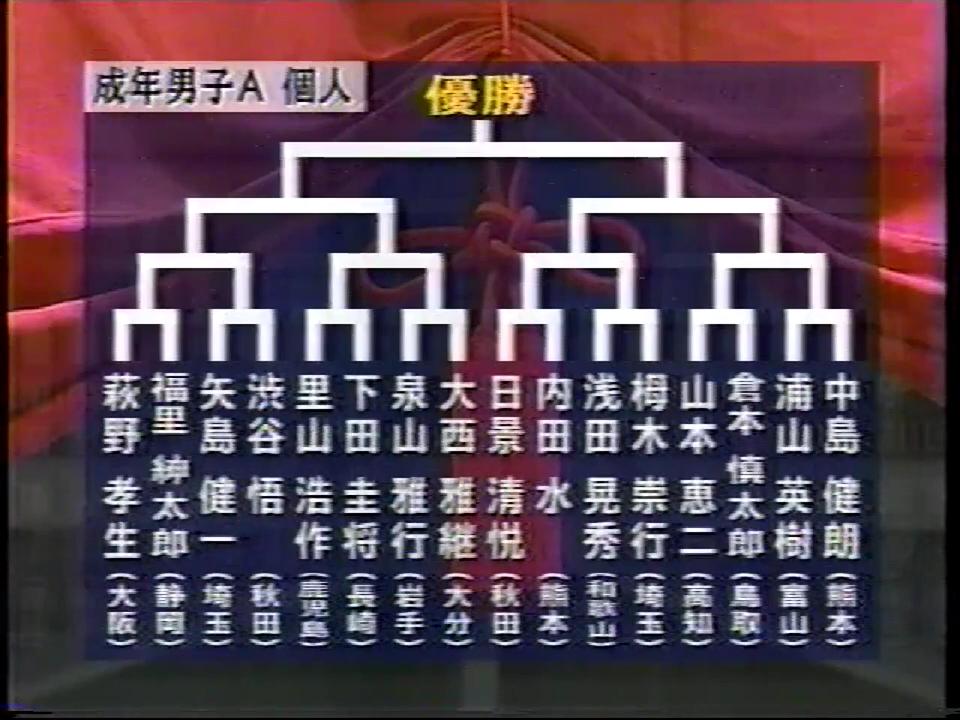 成年男子A 個人
優勝
萩野 孝生 (大阪)
福里 紳太郎 (静岡)
矢島 健一 (埼玉)
渋谷 悟 (秋田)
里山 浩作 (鹿児島)
下田 圭将 (長崎)
泉山 雅行 (岩手)
大西 雅継 (大分)
日景 清悦 (秋田)
内田 水 (熊本)
浅田 晃秀 (和歌山)
栂木 崇行 (埼玉)
山本 恵二 (高知)
倉本 慎太郎 (鳥取)
浦山 英樹 (富山)
中島 健朗 (熊本)